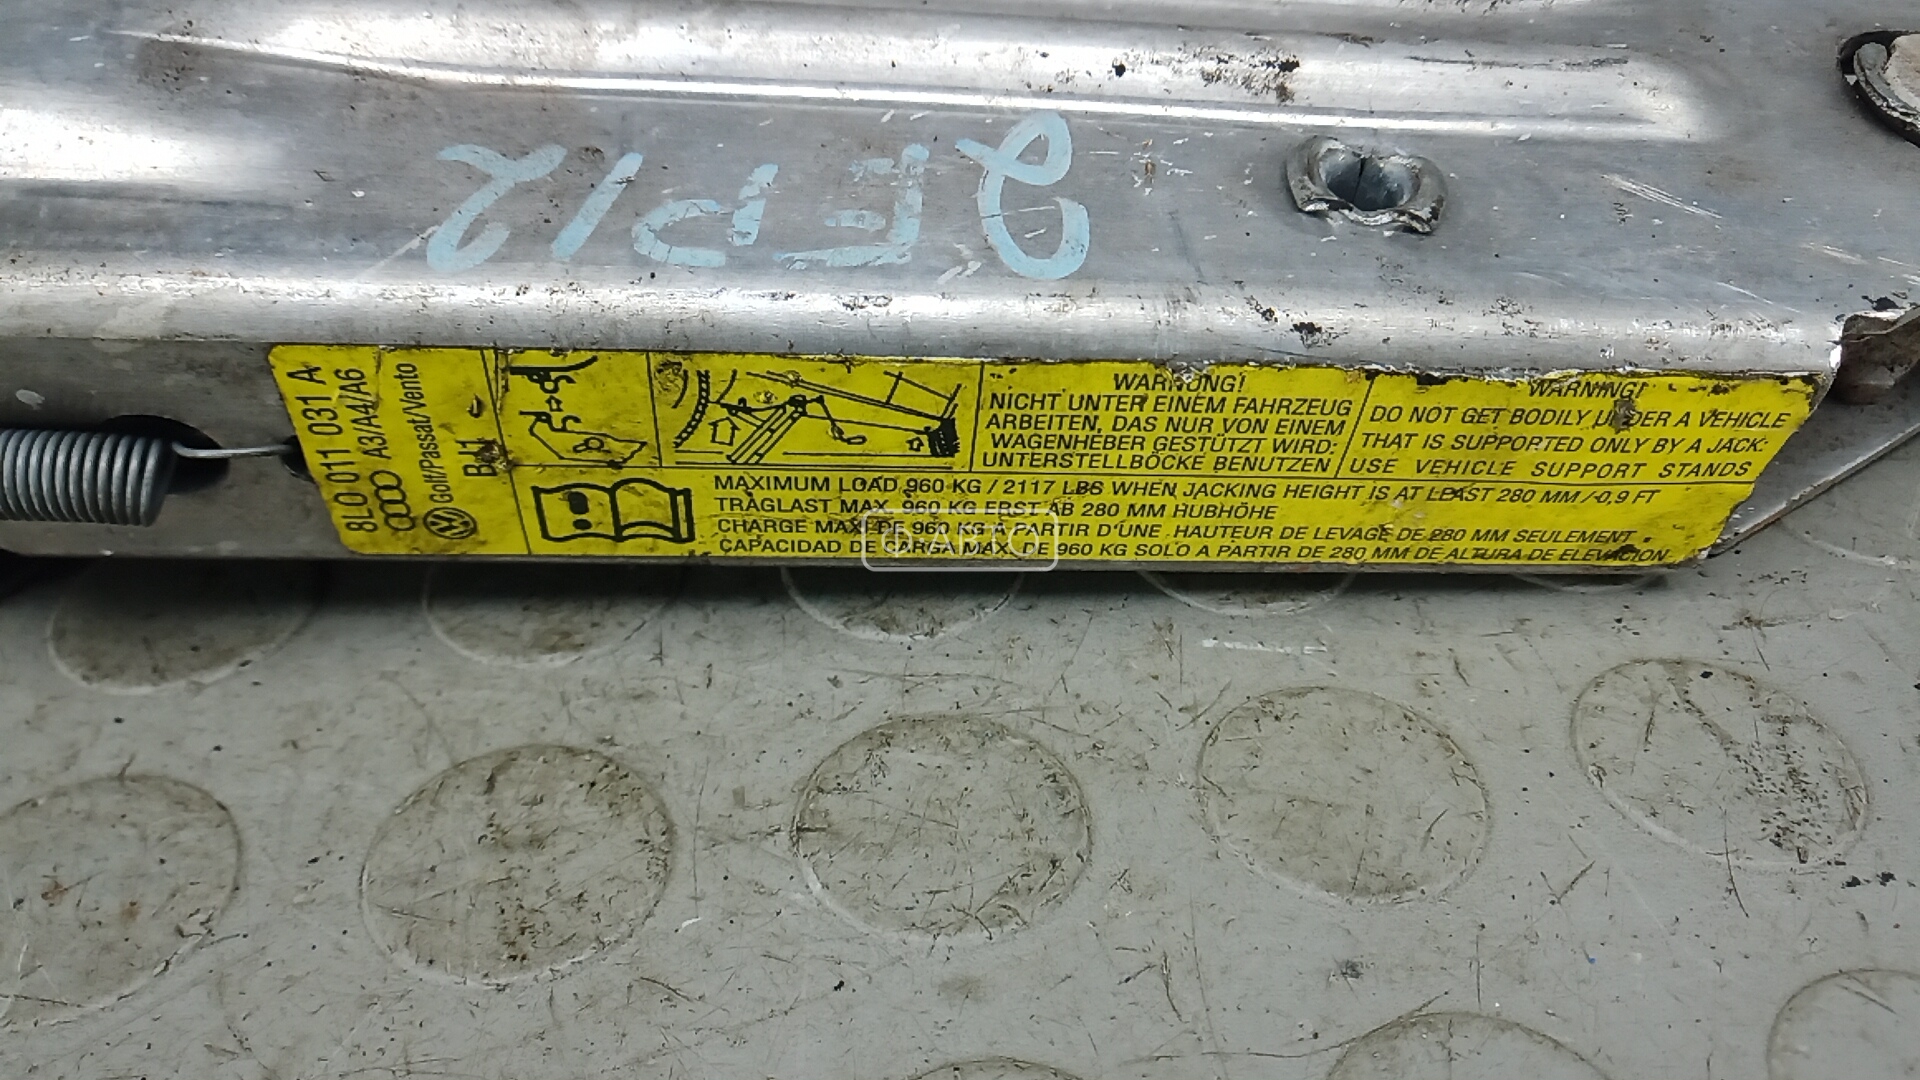 2FP12
8L0 011 031 A
A3/A4/A6
Golf/Passat/Vento
WARNUNG!
NICHT UNTER EINEM FAHRZEUG
ARBEITEN, DAS NUR VON EINEM
WAGENHEBER GESTÜTZT WIRD:
UNTERSTELLBÖCKE BENUTZEN
WARNING!
DO NOT GET BODILY UNDER A VEHICLE
THAT IS SUPPORTED ONLY BY A JACK:
USE VEHICLE SUPPORT STANDS
MAXIMUM LOAD 960 KG / 2117 LBS WHEN JACKING HEIGHT IS AT LEAST 280 MM /-0,9 FT
TRAGLAST MAX. 960 KG ERST AB 280 MM HUBHÖHE
CHARGE MAXI DE 960 KG A PARTIR D'UNE HAUTEUR DE LEVAGE DE 280 MM SEULEMENT
CAPACIDAD DE CARGA MAX. DE 960 KG SOLO A PARTIR DE 280 MM DE ALTURA DE ELEVACION
Ф-АВТО